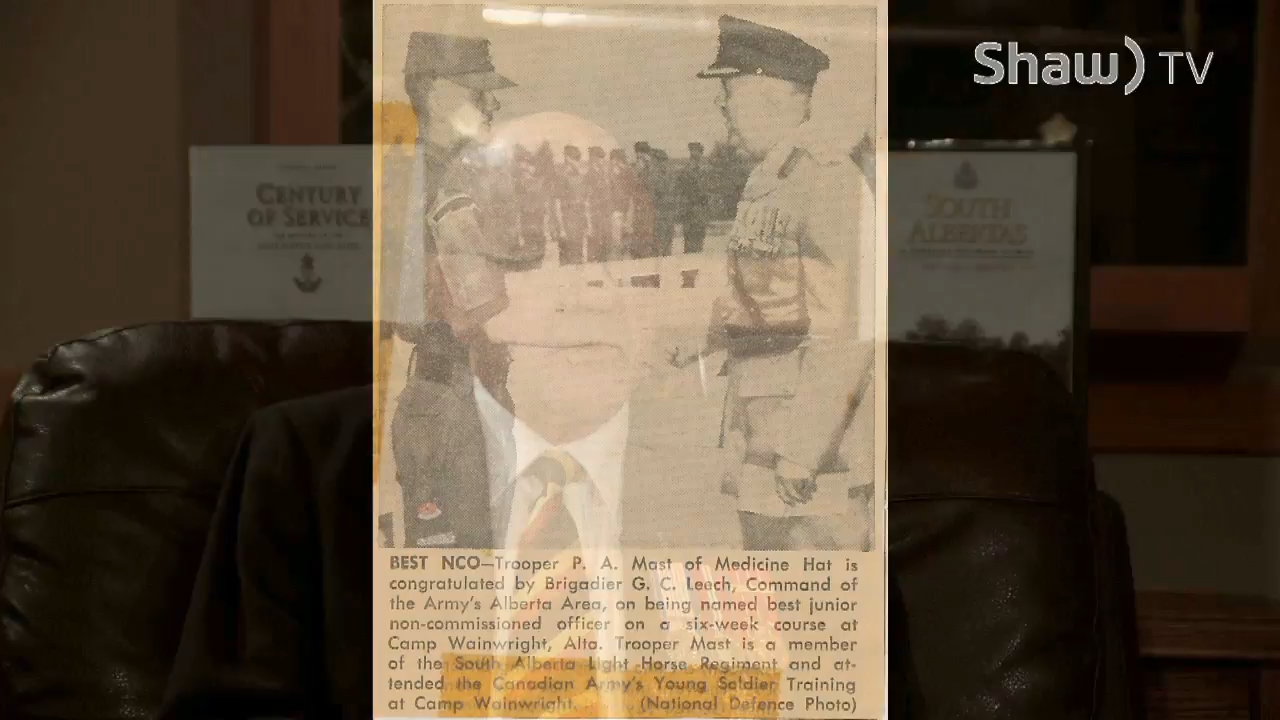 Shaw) TV
CENTURY
OF SERVICE
SOUTH
ALBERTAS
BEST NCO—Trooper P. A. Mast of Medicine Hat is
congratulated by Brigadier G. C. Leech, Command of
the Army's Alberta Area, on being named best junior
non-commissioned officer on a six-week course at
Camp Wainwright, Alta. Trooper Mast is a member
of the South Alberta Light Horse Regiment and at-
tended the Canadian Army's Young Soldier Training
at Camp Wainwright. (National Defence Photo)